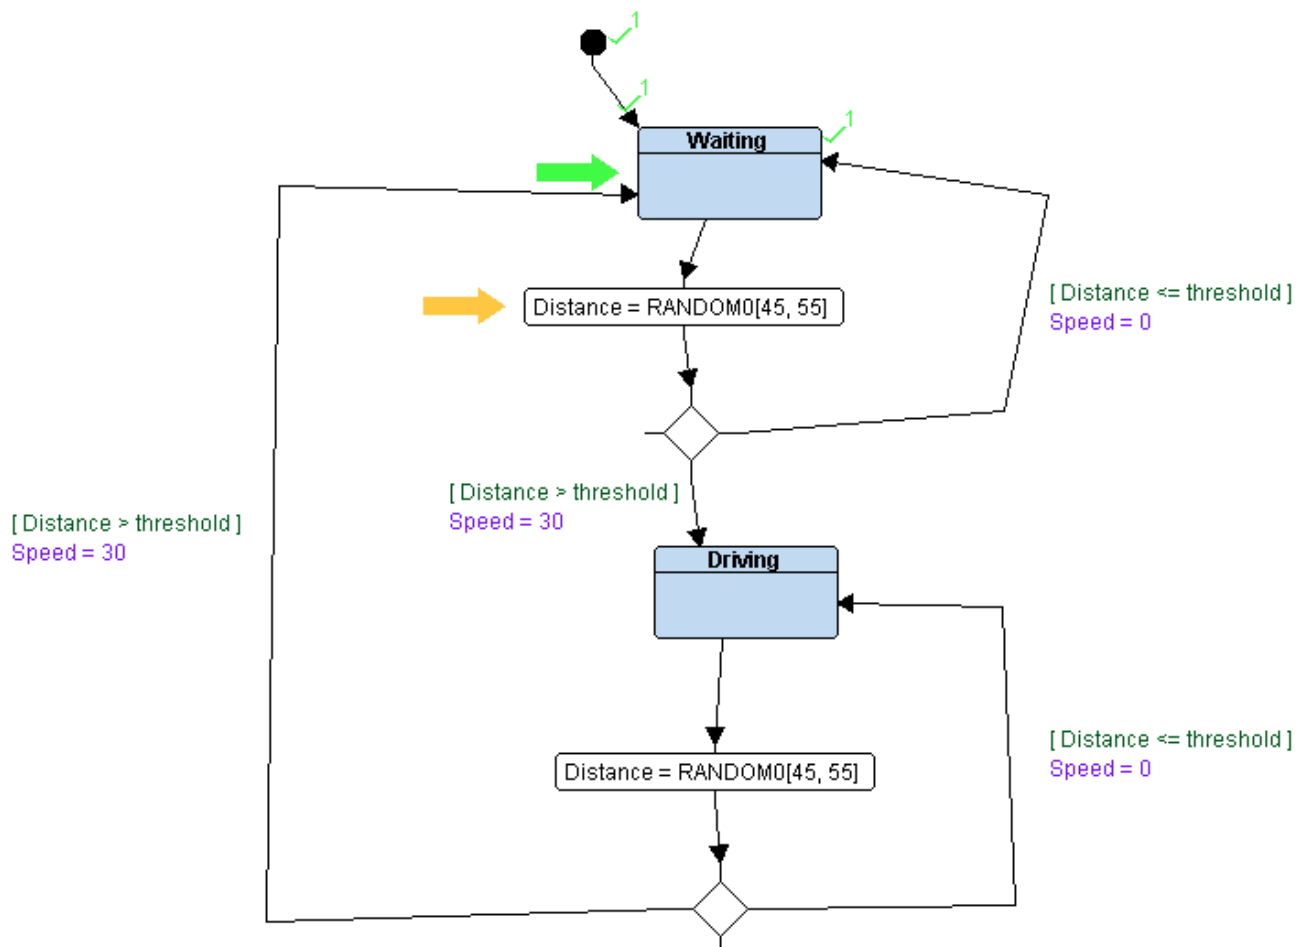 1
1
1
Waiting
Distance = RANDOM0[45, 55]
[ Distance <= threshold ]
Speed = 0
[ Distance > threshold ]
Speed = 30
[ Distance > threshold ]
Speed = 30
Driving
[ Distance <= threshold ]
Speed = 0
Distance = RANDOM0[45, 55]